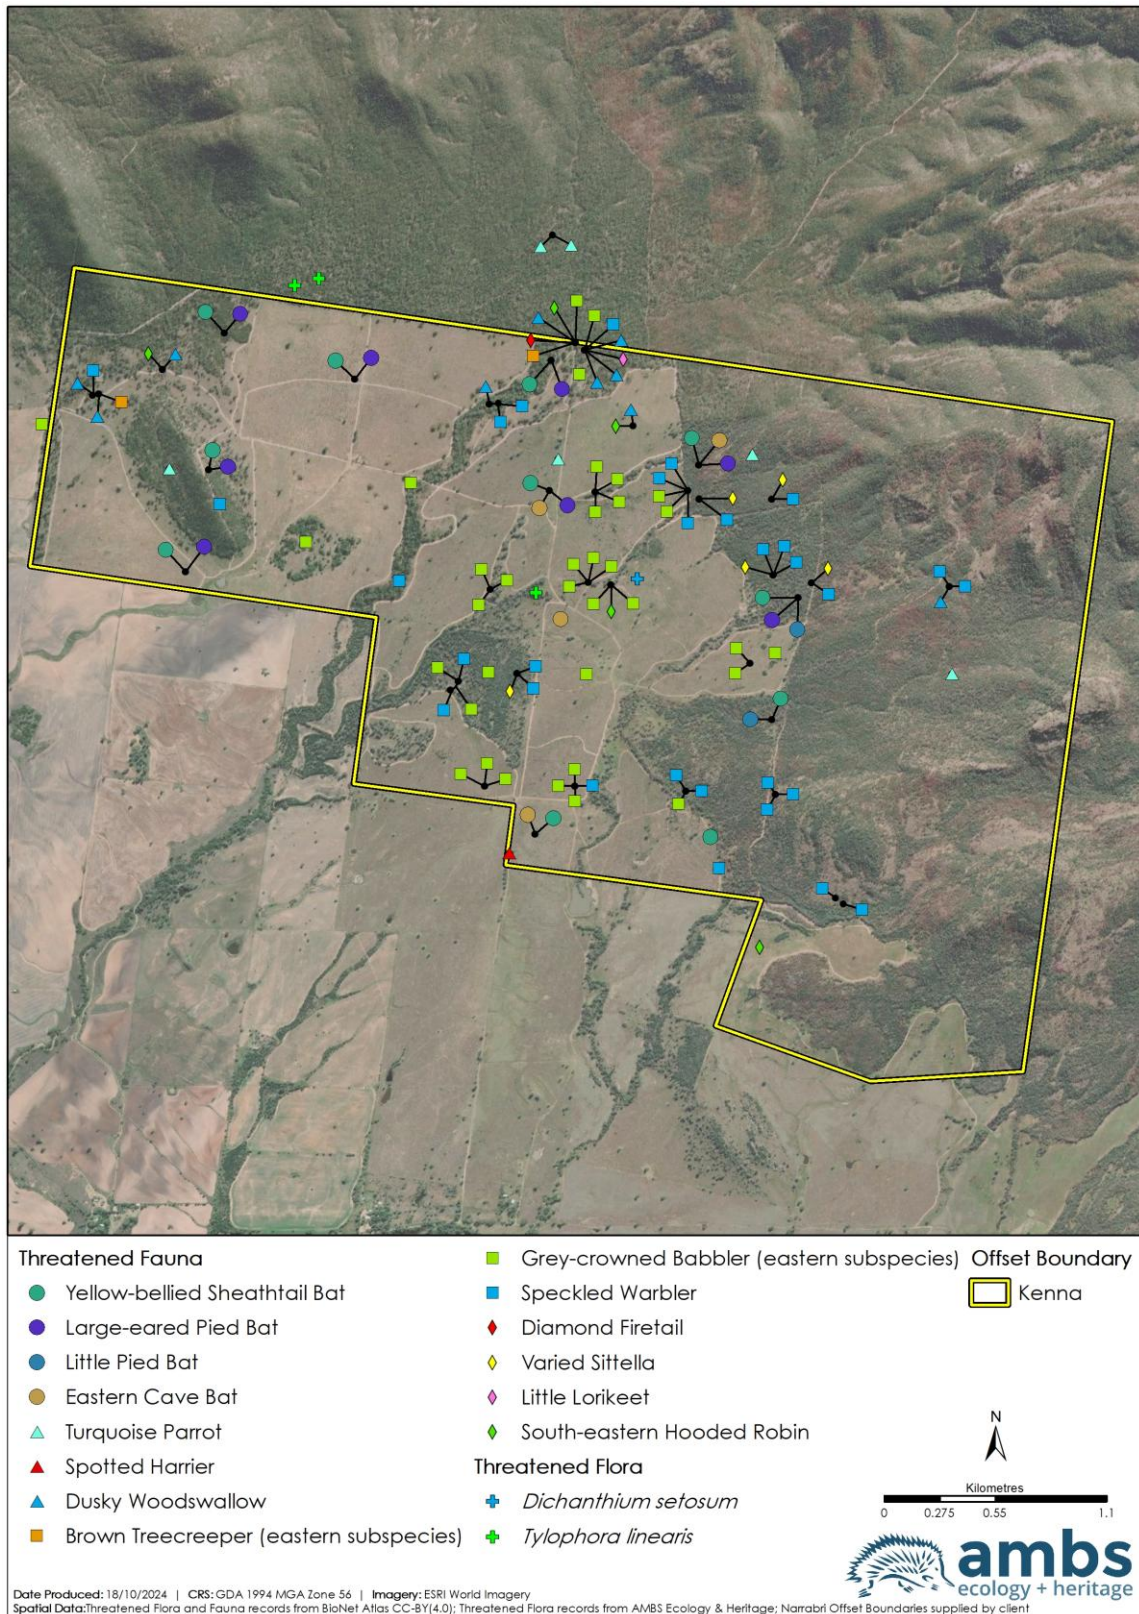 Threatened Fauna
Yellow-bellied Sheathtail Bat
Large-eared Pied Bat
Little Pied Bat
Eastern Cave Bat
Turquoise Parrot
Spotted Harrier
Dusky Woodswallow
Brown Treecreeper (eastern subspecies)
Grey-crowned Babbler (eastern subspecies)
Speckled Warbler
Diamond Firetail
Varied Sittella
Little Lorikeet
South-eastern Hooded Robin
Threatened Flora
Dichanthium setosum
Tylophora linearis
Offset Boundary
Kenna
N
Kilometres
0 0.275 0.55 1.1
ambs
ecology + heritage
Date Produced: 18/10/2024 | CRS: GDA 1994 MGA Zone 56 | Imagery: ESRI World Imagery
Spatial Data:Threatened Flora and Fauna records from BioNet Atlas CC-BY(4.0); Threatened Flora records from AMBS Ecology & Heritage; Narrabri Offset Boundaries supplied by client